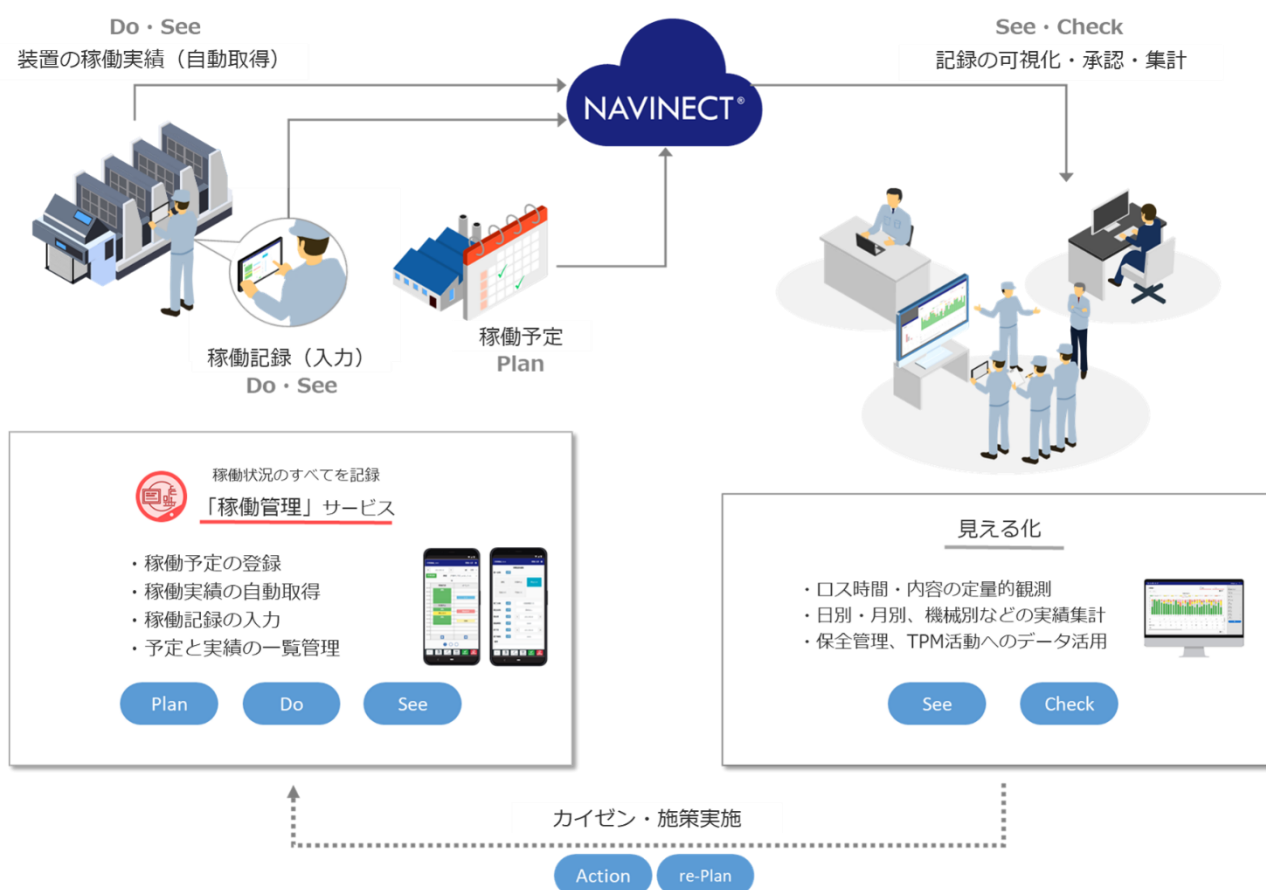 Do・See
装置の稼働実績（自動取得）
NAVINECT®
See・Check
記録の可視化・承認・集計
稼働記録（入力）
Do・See
稼働予定
Plan
稼働状況のすべてを記録
「稼働管理」サービス
・稼働予定の登録
・稼働実績の自動取得
・稼働記録の入力
・予定と実績の一覧管理
Plan
Do
See
見える化
・ロス時間・内容の定量的観測
・日別・月別、機械別などの実績集計
・保全管理、TPM活動へのデータ活用
See
Check
カイゼン・施策実施
Action
re-Plan